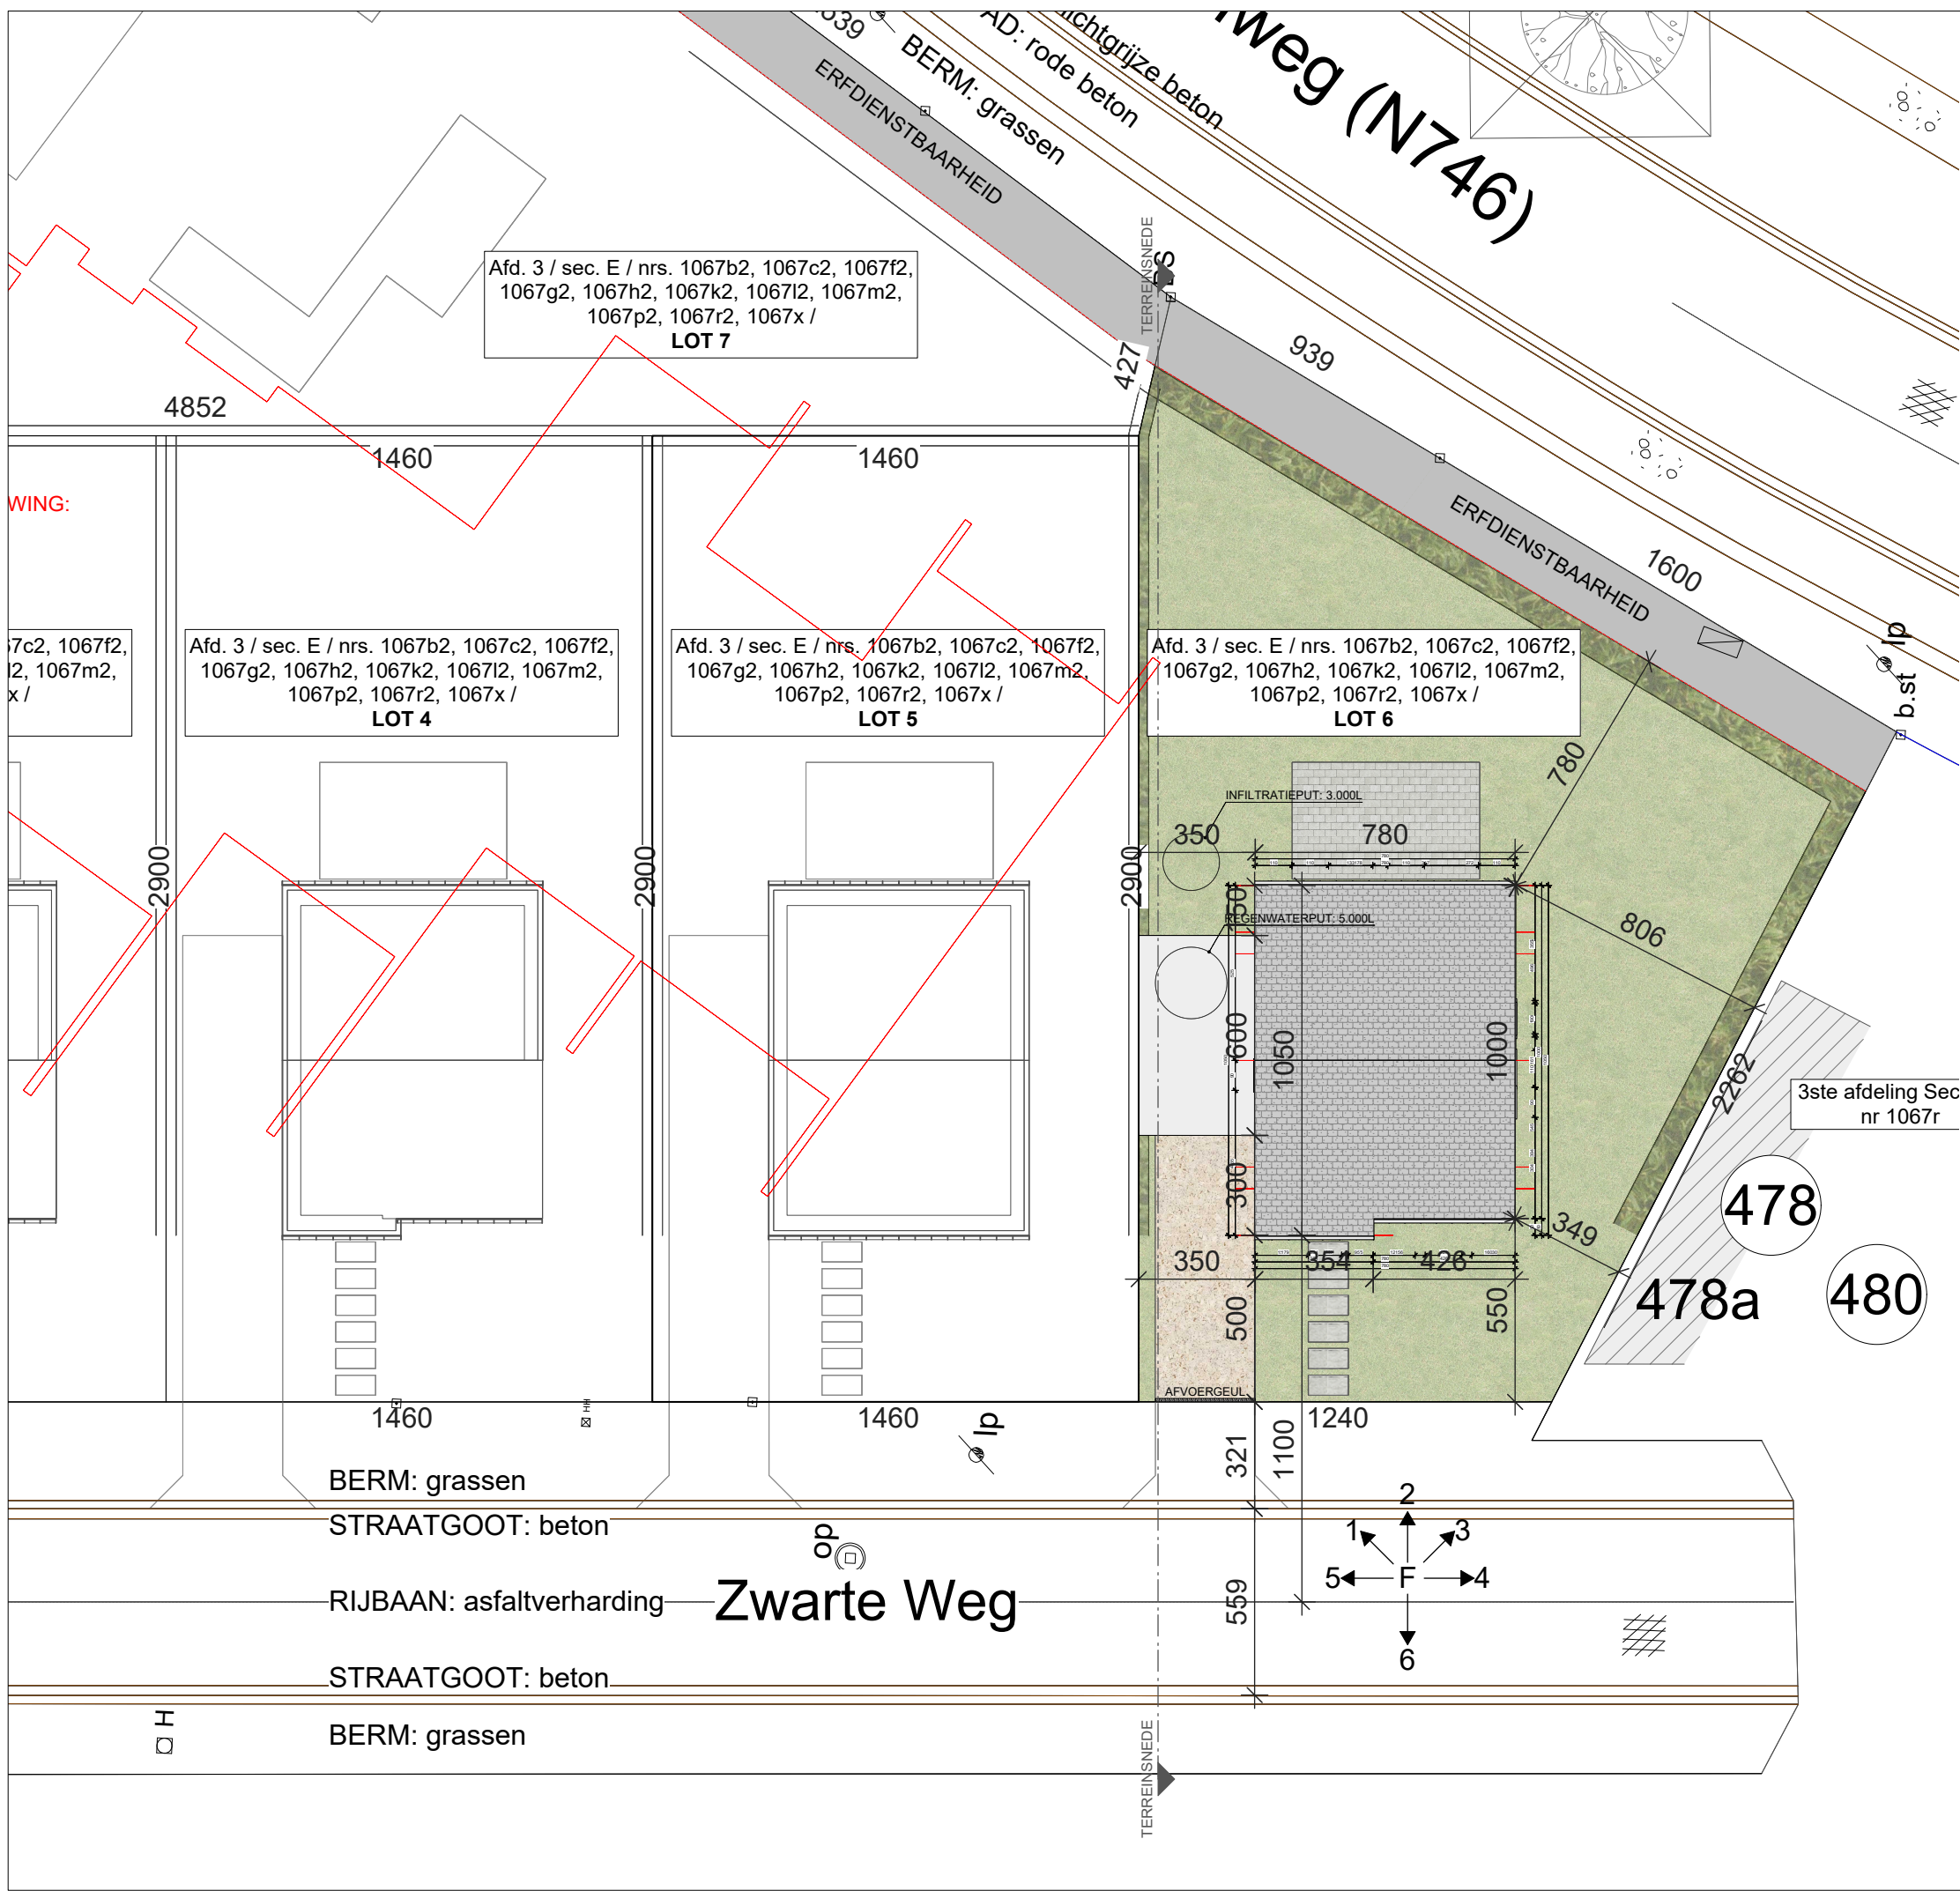 BERM: grassen
AD: rode beton
weg (N746)
ERFDIENSTBAARHEID
TERREINSNEDE
Afd. 3 / sec. E / nrs. 1067b2, 1067c2, 1067f2,
1067g2, 1067h2, 1067k2, 1067l2, 1067m2,
1067p2, 1067r2, 1067x /
LOT 7
427
939
4852
1460
1460
WING:
ERFDIENSTBAARHEID
1600
lp
b.st
7c2, 1067f2,
l2, 1067m2,
x /
Afd. 3 / sec. E / nrs. 1067b2, 1067c2, 1067f2,
1067g2, 1067h2, 1067k2, 1067l2, 1067m2,
1067p2, 1067r2, 1067x /
LOT 4
Afd. 3 / sec. E / nrs. 1067b2, 1067c2, 1067f2,
1067g2, 1067h2, 1067k2, 1067l2, 1067m2,
1067p2, 1067r2, 1067x /
LOT 5
Afd. 3 / sec. E / nrs. 1067b2, 1067c2, 1067f2,
1067g2, 1067h2, 1067k2, 1067l2, 1067m2,
1067p2, 1067r2, 1067x /
LOT 6
780
INFILTRATIEPUT: 3.000L
350
780
2900
2900
2900
REGENWATERPUT: 5.000L
806
600
1050
1000
2262
3ste afdeling Sec
nr 1067r
300
478
349
350
354
426
478a
480
500
550
AFVOERGEUL
1460
HH
1460
lp
1240
321
1100
BERM: grassen
STRAATGOOT: beton
op
2
1
3
5
F
4
6
RIJBAAN: asfaltverharding
Zwarte Weg
559
STRAATGOOT: beton
H
BERM: grassen
TERREINSNEDE